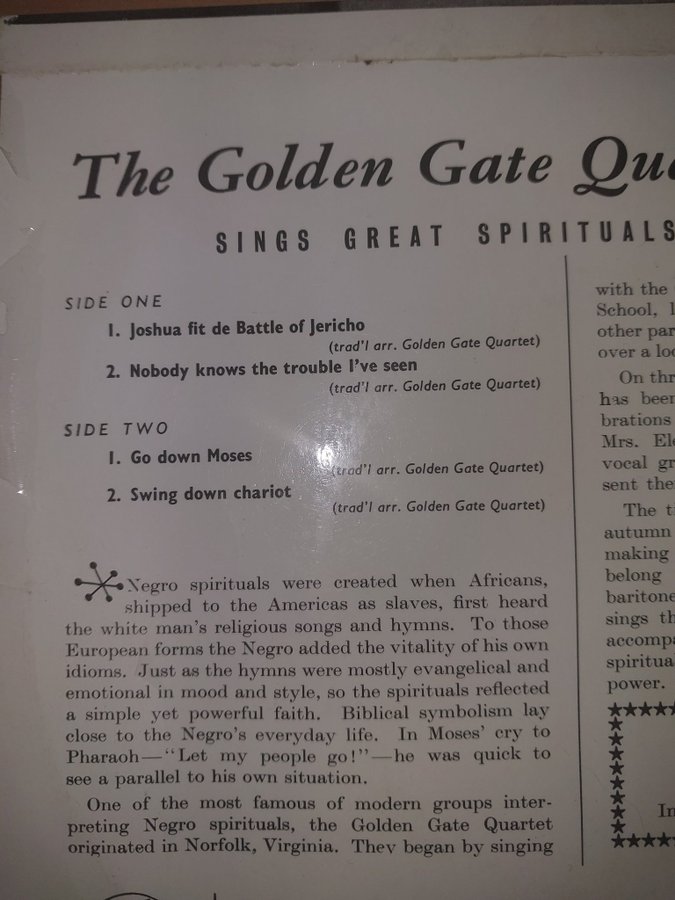 The Golden Gate
SINGS GREAT SPIRITUALS
SIDE ONE
1. Joshua fit de Battle of Jericho
(trad'l arr. Golden Gate Quartet)
2. Nobody knows the trouble I've seen
(trad'l arr. Golden Gate Quartet)
SIDE TWO
1. Go down Moses
(trad'l arr. Golden Gate Quartet)
2. Swing down chariot
(trad'l arr. Golden Gate Quartet)
Negro spirituals were created when Africans,
shipped to the Americas as slaves, first heard
the white man's religious songs and hymns. To those
European forms the Negro added the vitality of his own
idioms. Just as the hymns were mostly evangelical and
emotional in mood and style, so the spirituals reflected
a simple yet powerful faith. Biblical symbolism lay
close to the Negro's everyday life. In Moses' cry to
Pharaoh—“Let my people go!”—he was quick to
see a parallel to his own situation.
One of the most famous of modern groups inter-
preting Negro spirituals, the Golden Gate Quartet
originated in Norfolk, Virginia. They began by singing
with the
School,
other
over a
On
has been
brations
Mrs.
vocal
sent
The
autumn
making
belong
baritone
sings
power.
In